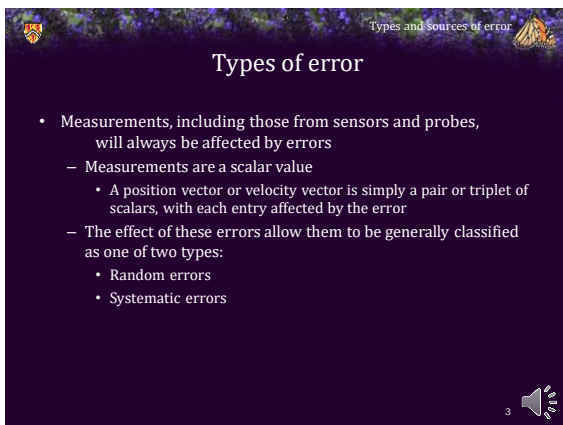 Types and sources of error
Types of error
• Measurements, including those from sensors and probes,
will always be affected by errors
– Measurements are a scalar value
• A position vector or velocity vector is simply a pair or triplet of
scalars, with each entry affected by the error
– The effect of these errors allow them to be generally classified
as one of two types:
• Random errors
• Systematic errors
3